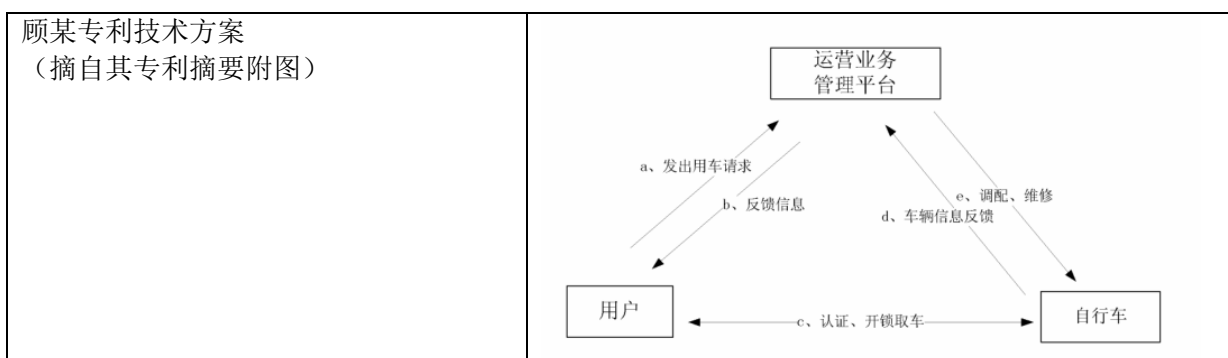 顾某专利技术方案
（摘自其专利摘要附图）
运营业务
管理平台
a、发出用车请求
b、反馈信息
e、调配、维修
d、车辆信息反馈
用户
c、认证、开锁取车
自行车